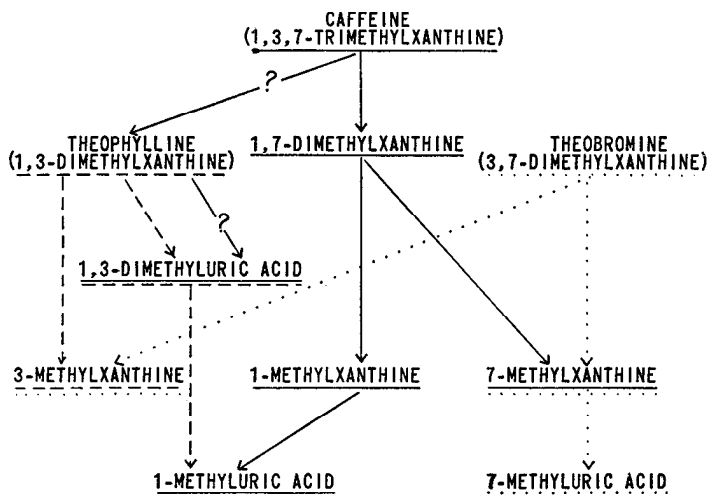 CAFFEINE
(1,3,7-TRIMETHYLXANTHINE)
?
THEOPHYLLINE
(1,3-DIMETHYLXANTHINE)
1,7-DIMETHYLXANTHINE
THEOBROMINE
(3,7-DIMETHYLXANTHINE)
?
1,3-DIMETHYLURIC ACID
3-METHYLXANTHINE
1-METHYLXANTHINE
7-METHYLXANTHINE
1-METHYLURIC ACID
7-METHYLURIC ACID